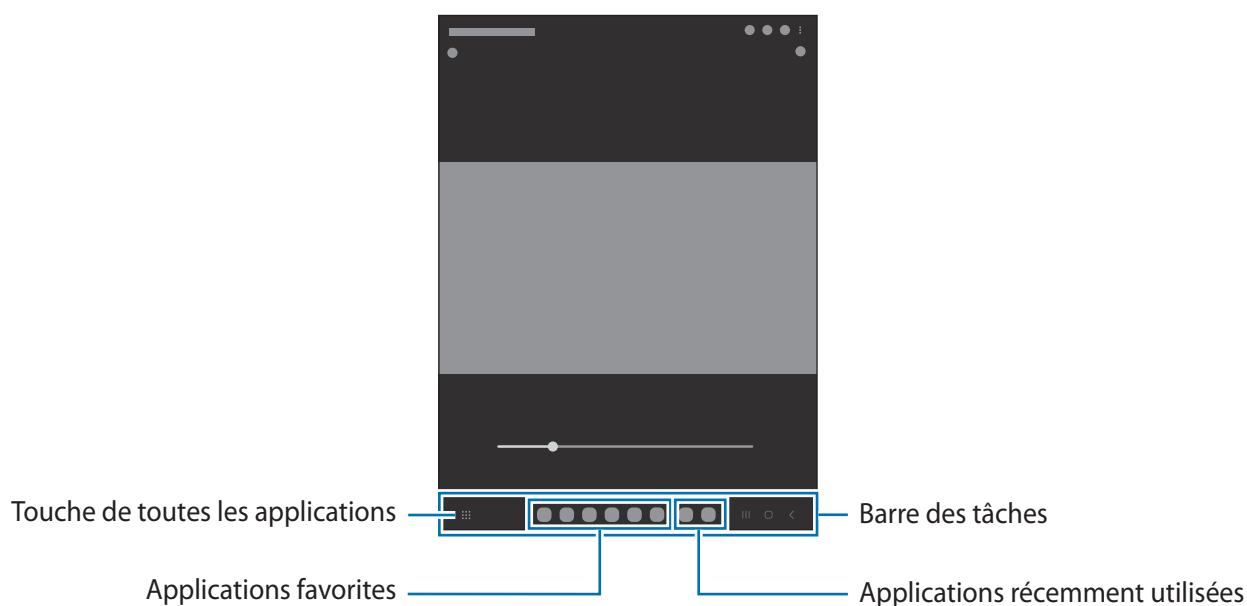 Touche de toutes les applications
Barre des tâches
Applications favorites
Applications récemment utilisées